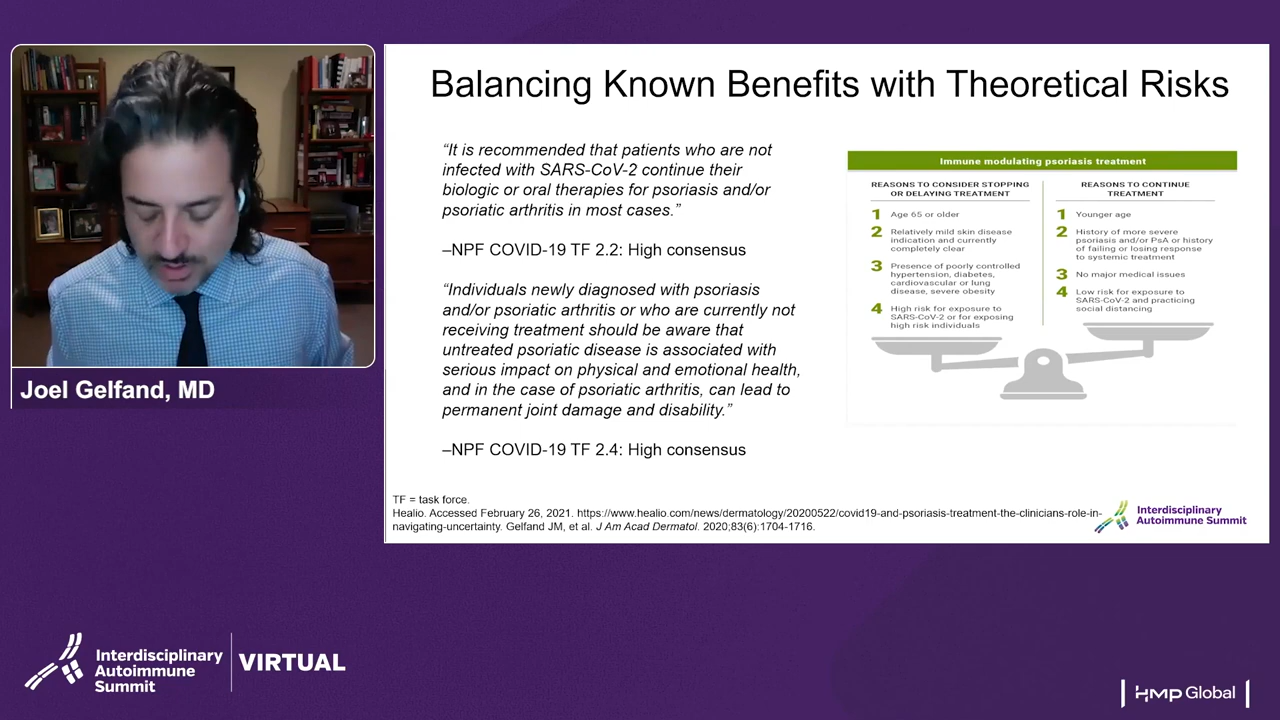 Joel Gelfand, MD
Balancing Known Benefits with Theoretical Risks
“It is recommended that patients who are not
infected with SARS-CoV-2 continue their
biologic or oral therapies for psoriasis and/or
psoriatic arthritis in most cases.”
–NPF COVID-19 TF 2.2: High consensus
“Individuals newly diagnosed with psoriasis
and/or psoriatic arthritis or who are currently not
receiving treatment should be aware that
untreated psoriatic disease is associated with
serious impact on physical and emotional health,
and in the case of psoriatic arthritis, can lead to
permanent joint damage and disability.”
–NPF COVID-19 TF 2.4: High consensus
Immune modulating psoriasis treatment
REASONS TO CONSIDER STOPPING
OR DELAYING TREATMENT
1 Age 65 or older
2 Relatively mild skin disease
indication and currently
completely clear
3 Presence of poorly controlled
hypertension, diabetes,
cardiovascular or lung
disease, severe obesity
4 High risk for exposure to
SARS-CoV-2 or for exposing
high risk individuals
REASONS TO CONTINUE
TREATMENT
1 Younger age
2 History of more severe
psoriasis and/or PsA or history
of failing or losing response
to systemic treatment
3 No major medical issues
4 Low risk for exposure to
SARS-CoV-2 and practicing
social distancing
TF = task force.
Healio. Accessed February 26, 2021. https://www.healio.com/news/dermatology/20200522/covid19-and-psoriasis-treatment-the-clinicians-role-in-
navigating-uncertainty. Gelfand JM, et al. J Am Acad Dermatol. 2020;83(6):1704-1716.
Interdisciplinary
Autoimmune Summit
Interdisciplinary
Autoimmune
Summit
VIRTUAL
HMP Global